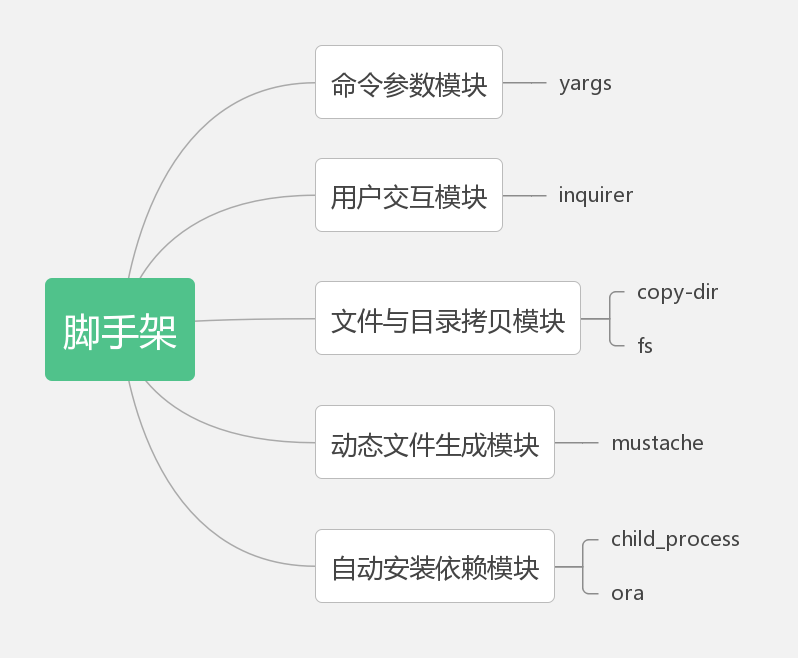 脚手架
命令参数模块
yargs
用户交互模块
inquirer
文件与目录拷贝模块
copy-dir
fs
动态文件生成模块
mustache
自动安装依赖模块
child_process
ora